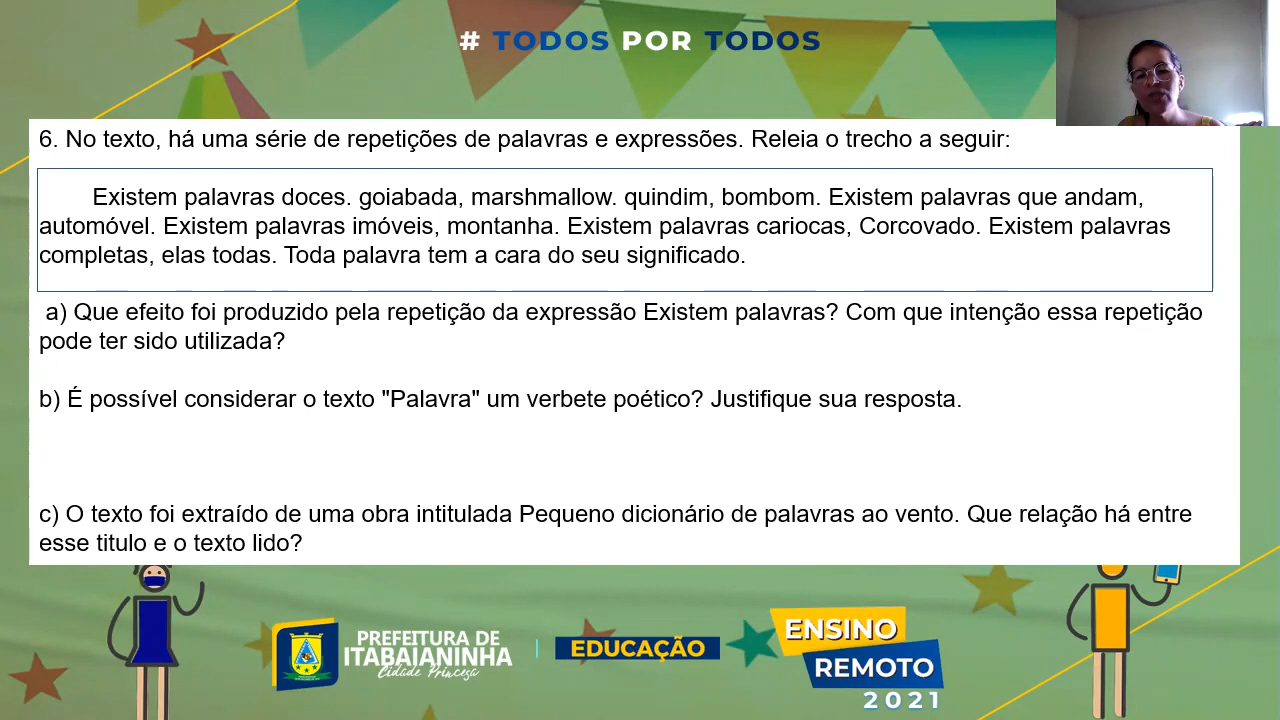 # TODOS POR TODOS
6. No texto, há uma série de repetições de palavras e expressões. Releia o trecho a seguir:
Existem palavras doces. goiabada, marshmallow. quindim, bombom. Existem palavras que andam,
automóvel. Existem palavras imóveis, montanha. Existem palavras cariocas, Corcovado. Existem palavras
completas, elas todas. Toda palavra tem a cara do seu significado.
a) Que efeito foi produzido pela repetição da expressão Existem palavras? Com que intenção essa repetição
pode ter sido utilizada?
b) É possível considerar o texto "Palavra" um verbete poético? Justifique sua resposta.
c) O texto foi extraído de uma obra intitulada Pequeno dicionário de palavras ao vento. Que relação há entre
esse titulo e o texto lido?
PREFEITURA DE
ITABAIANINHA
Cidade Princesa
EDUCAÇÃO
ENSINO
REMOTO
2021